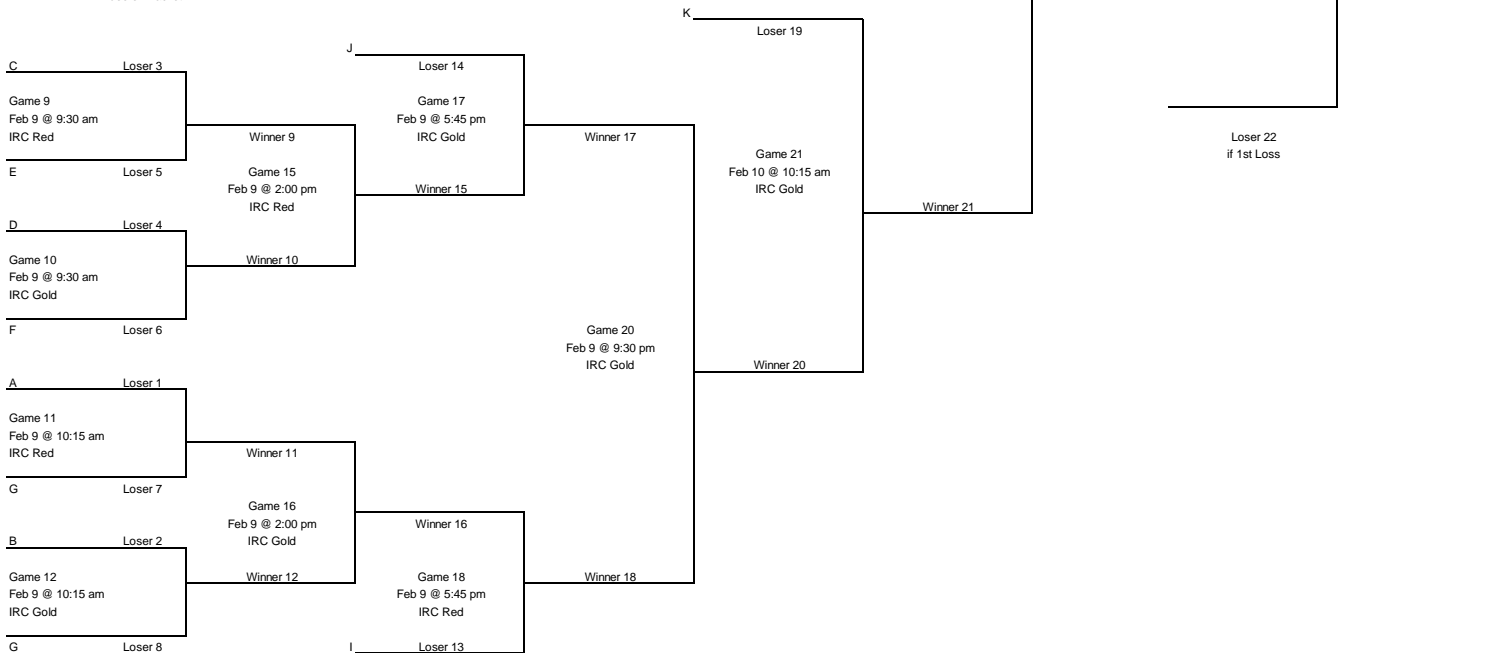 K
Loser 19
J
C Loser 3
Loser 14
Game 9
Feb 9 @ 9:30 am
IRC Red
E Loser 5
Winner 9
Game 17
Feb 9 @ 5:45 pm
IRC Gold
Winner 17
Game 15
Feb 9 @ 2:00 pm
IRC Red
Winner 15
Game 21
Feb 10 @ 10:15 am
IRC Gold
Loser 22
if 1st Loss
Winner 21
D Loser 4
Game 10
Feb 9 @ 9:30 am
IRC Gold
F Loser 6
Winner 10
Game 20
Feb 9 @ 9:30 pm
IRC Gold
Winner 20
A Loser 1
Game 11
Feb 9 @ 10:15 am
IRC Red
G Loser 7
Winner 11
Game 16
Feb 9 @ 2:00 pm
IRC Gold
Winner 16
B Loser 2
Game 12
Feb 9 @ 10:15 am
IRC Gold
G Loser 8
Winner 12
Game 18
Feb 9 @ 5:45 pm
IRC Red
Winner 18
I Loser 13